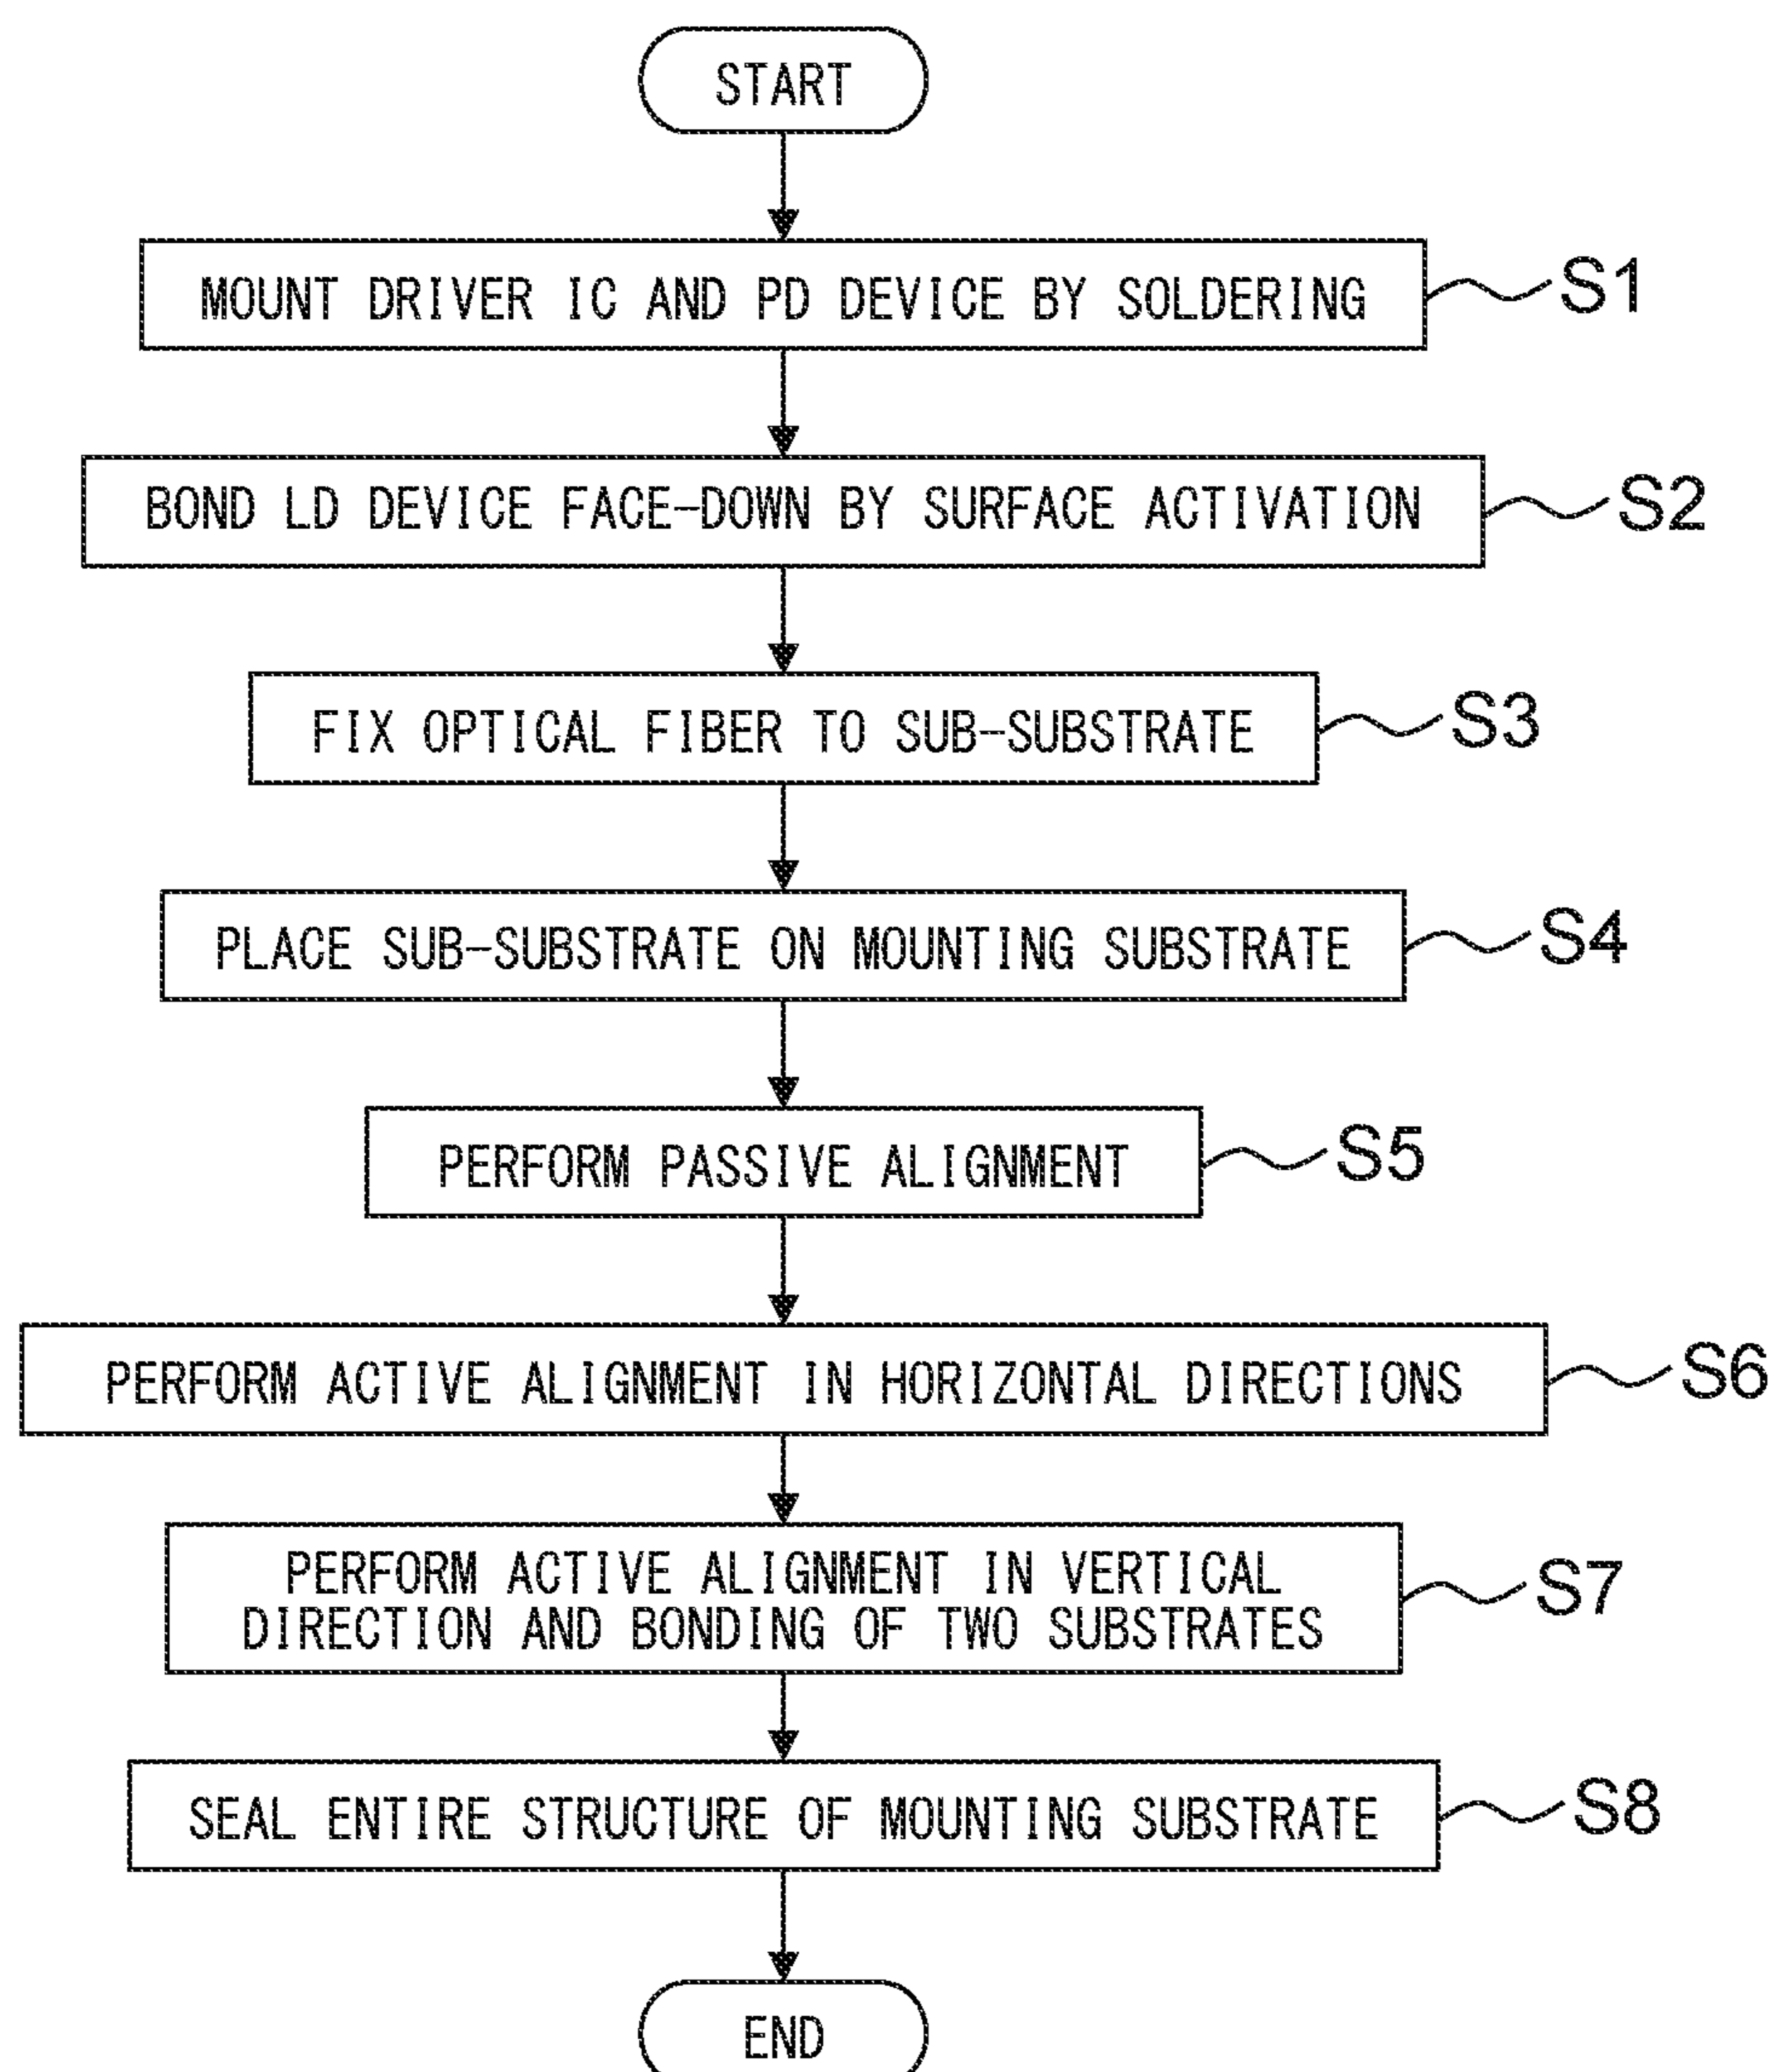 START
MOUNT DRIVER IC AND PD DEVICE BY SOLDERING
S1
BOND LD DEVICE FACE-DOWN BY SURFACE ACTIVATION
S2
FIX OPTICAL FIBER TO SUB-SUBSTRATE
S3
PLACE SUB-SUBSTRATE ON MOUNTING SUBSTRATE
S4
PERFORM PASSIVE ALIGNMENT
S5
PERFORM ACTIVE ALIGNMENT IN HORIZONTAL DIRECTIONS
S6
PERFORM ACTIVE ALIGNMENT IN VERTICAL
DIRECTION AND BONDING OF TWO SUBSTRATES
S7
SEAL ENTIRE STRUCTURE OF MOUNTING SUBSTRATE
S8
END